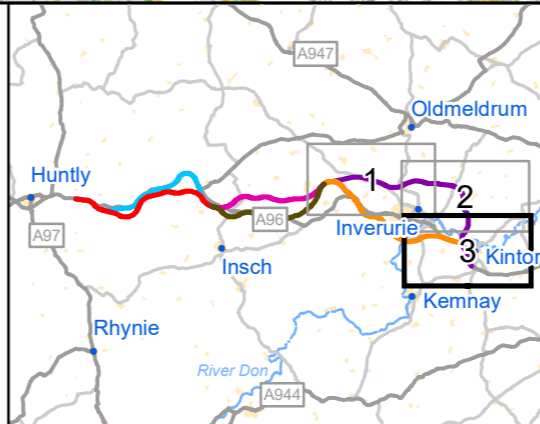 A947
Oldmeldrum
Huntly
1
2
A97
A96
Inverurie
3
Kintor
Insch
Kemnay
Rhynie
River Don
A944